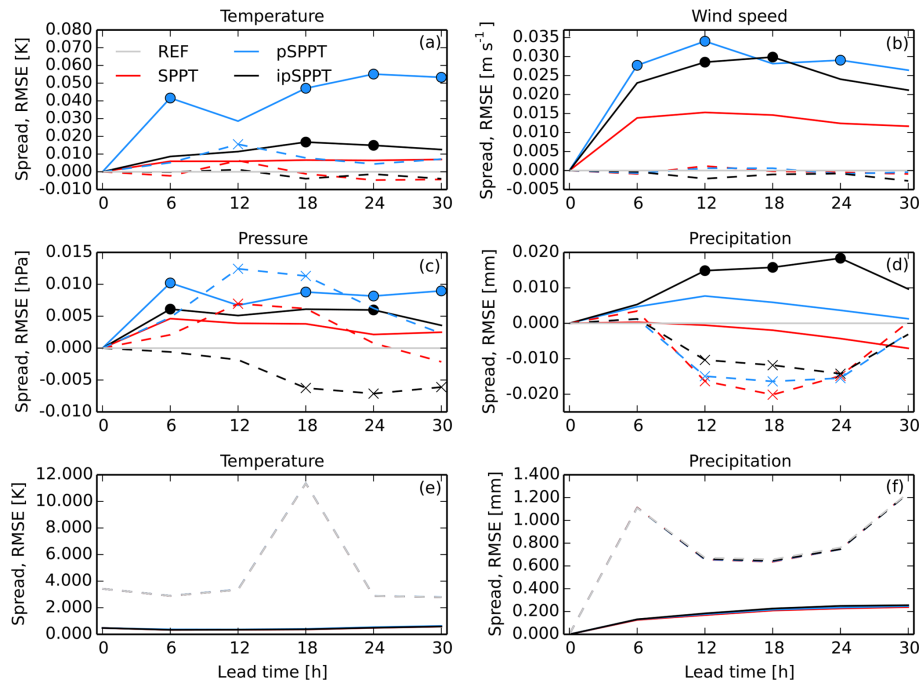 Temperature
Spread, RMSE [K]
0.080
0.070
0.060
0.050
0.040
0.030
0.020
0.010
0.000
-0.010
(a)
REF
SPPT
pSPPT
ipSPPT
0 6 12 18 24 30
Wind speed
Spread, RMSE [m s⁻¹]
0.035
0.030
0.025
0.020
0.015
0.010
0.005
0.000
-0.005
(b)
0 6 12 18 24 30
Pressure
Spread, RMSE [hPa]
0.015
0.010
0.005
0.000
-0.005
-0.010
(c)
0 6 12 18 24 30
Precipitation
Spread, RMSE [mm]
0.020
0.010
0.000
-0.010
-0.020
(d)
0 6 12 18 24 30
Temperature
Spread, RMSE [K]
12.000
10.000
8.000
6.000
4.000
2.000
0.000
(e)
0 6 12 18 24 30
Lead time [h]
Precipitation
Spread, RMSE [mm]
1.400
1.200
1.000
0.800
0.600
0.400
0.200
0.000
(f)
0 6 12 18 24 30
Lead time [h]